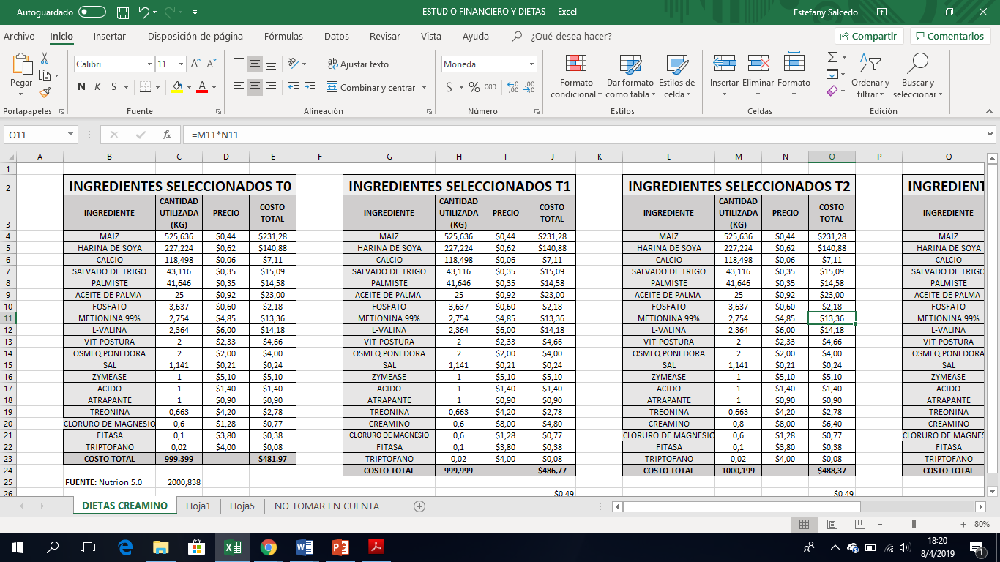 Autoguardado
ESTUDIO FINANCIERO Y DIETAS - Excel
Estefany Salcedo
Archivo Inicio Insertar Disposición de página Fórmulas Datos Revisar Vista Ayuda ¿Qué desea hacer? Compartir Comentarios
Pegar
Calibri 11
N K S
Ajustar texto
Combinar y centrar
Moneda
$ % 000
Formato condicional
Dar formato como tabla
Estilos de celda
Insertar Eliminar Formato
Ordenar y filtrar
Buscar y seleccionar
Portapapeles Fuente Alineación Número Estilos Celdas Edición
O11 fx =M11*N11
A B C D E F G H I J K L M N O P Q
1
2 INGREDIENTES SELECCIONADOS T0 INGREDIENTES SELECCIONADOS T1 INGREDIENTES SELECCIONADOS T2 INGREDIENT
3 INGREDIENTE CANTIDAD UTILIZADA (KG) PRECIO COSTO TOTAL INGREDIENTE CANTIDAD UTILIZADA (KG) PRECIO COSTO TOTAL INGREDIENTE CANTIDAD UTILIZADA (KG) PRECIO COSTO TOTAL INGREDIENTE
4 MAIZ 525,636 $0,44 $231,28 MAIZ 525,636 $0,44 $231,28 MAIZ 525,636 $0,44 $231,28 MAIZ
5 HARINA DE SOYA 227,224 $0,62 $140,88 HARINA DE SOYA 227,224 $0,62 $140,88 HARINA DE SOYA 227,224 $0,62 $140,88 HARINA DE SOYA
6 CALCIO 118,498 $0,06 $7,11 CALCIO 118,498 $0,06 $7,11 CALCIO 118,498 $0,06 $7,11 CALCIO
7 SALVADO DE TRIGO 43,116 $0,35 $15,09 SALVADO DE TRIGO 43,116 $0,35 $15,09 SALVADO DE TRIGO 43,116 $0,35 $15,09 SALVADO DE TRIGO
8 PALMISTE 41,646 $0,35 $14,58 PALMISTE 41,646 $0,35 $14,58 PALMISTE 41,646 $0,35 $14,58 PALMISTE
9 ACEITE DE PALMA 25 $0,92 $23,00 ACEITE DE PALMA 25 $0,92 $23,00 ACEITE DE PALMA 25 $0,92 $23,00 ACEITE DE PALMA
10 FOSFATO 3,637 $0,60 $2,18 FOSFATO 3,637 $0,60 $2,18 FOSFATO 3,637 $0,60 $2,18 FOSFATO
11 METIONINA 99% 2,754 $4,85 $13,36 METIONINA 99% 2,754 $4,85 $13,36 METIONINA 99% 2,754 $4,85 $13,36 METIONINA 99%
12 L-VALINA 2,364 $6,00 $14,18 L-VALINA 2,364 $6,00 $14,18 L-VALINA 2,364 $6,00 $14,18 L-VALINA
13 VIT-POSTURA 2 $2,33 $4,66 VIT-POSTURA 2 $2,33 $4,66 VIT-POSTURA 2 $2,33 $4,66 VIT-POSTURA
14 OSMEQ PONEDORA 2 $2,00 $4,00 OSMEQ PONEDORA 2 $2,00 $4,00 OSMEQ PONEDORA 2 $2,00 $4,00 OSMEQ PONEDORA
15 SAL 1,141 $0,21 $0,24 SAL 1,141 $0,21 $0,24 SAL 1,141 $0,21 $0,24 SAL
16 ZYMEASE 1 $5,10 $5,10 ZYMEASE 1 $5,10 $5,10 ZYMEASE 1 $5,10 $5,10 ZYMEASE
17 ACIDO 1 $1,40 $1,40 ACIDO 1 $1,40 $1,40 ACIDO 1 $1,40 $1,40 ACIDO
18 ATRAPANTE 1 $0,90 $0,90 ATRAPANTE 1 $0,90 $0,90 ATRAPANTE 1 $0,90 $0,90 ATRAPANTE
19 TREONINA 0,663 $4,20 $2,78 TREONINA 0,663 $4,20 $2,78 TREONINA 0,663 $4,20 $2,78 TREONINA
20 CLORURO DE MAGNESIO 0,6 $1,28 $0,77 CREAMINO 0,6 $8,00 $4,80 CREAMINO 0,8 $8,00 $6,40 CREAMINO
21 FITASA 0,1 $3,80 $0,38 CLORURO DE MAGNESIO 0,6 $1,28 $0,77 CLORURO DE MAGNESIO 0,6 $1,28 $0,77 CLORURO DE MAGNES
22 TRIPTOFANO 0,02 $4,00 $0,08 FITASA 0,1 $3,80 $0,38 FITASA 0,1 $3,80 $0,38 FITASA
23 COSTO TOTAL 999,399 $481,97 TRIPTOFANO 0,02 $4,00 $0,08 TRIPTOFANO 0,02 $4,00 $0,08 TRIPTOFANO
24 COSTO TOTAL 999,999 $486,77 COSTO TOTAL 1000,199 $488,37 COSTO TOTAL
25 FUENTE: Nutrion 5.0 2000,838
26 $0,49 $0,49
DIETAS CREAMINO Hoja1 Hoja5 NO TOMAR EN CUENTA
80%
18:20
8/4/2019
1